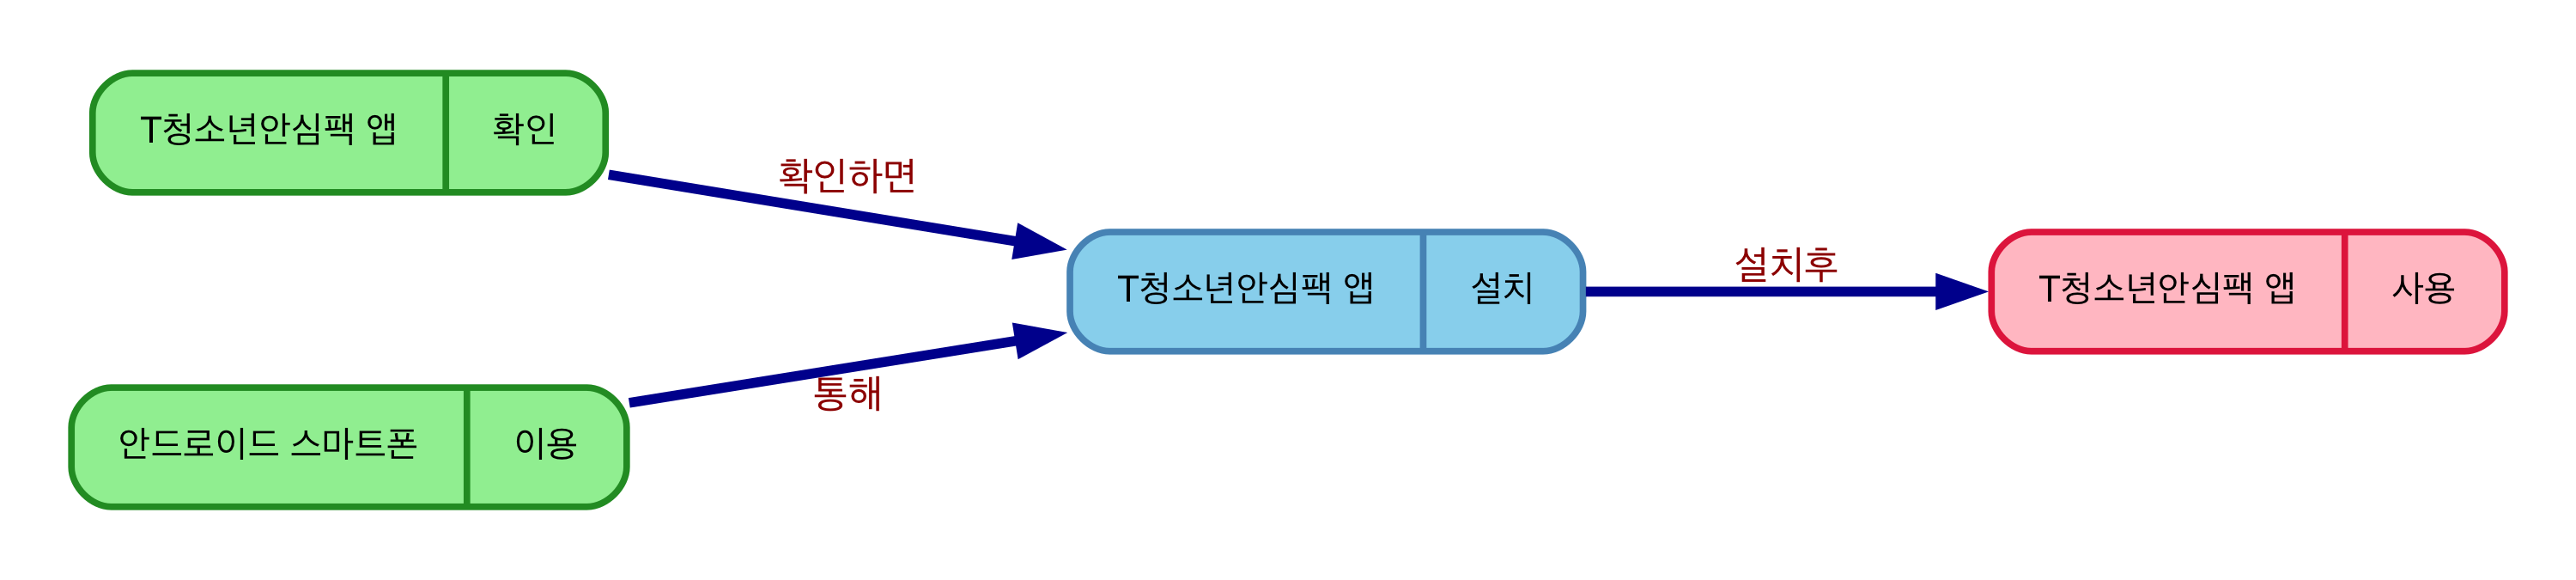 T청소년안심팩 앱 확인
확인하면
T청소년안심팩 앱 설치
설치후
T청소년안심팩 앱 사용
통해
안드로이드 스마트폰 이용